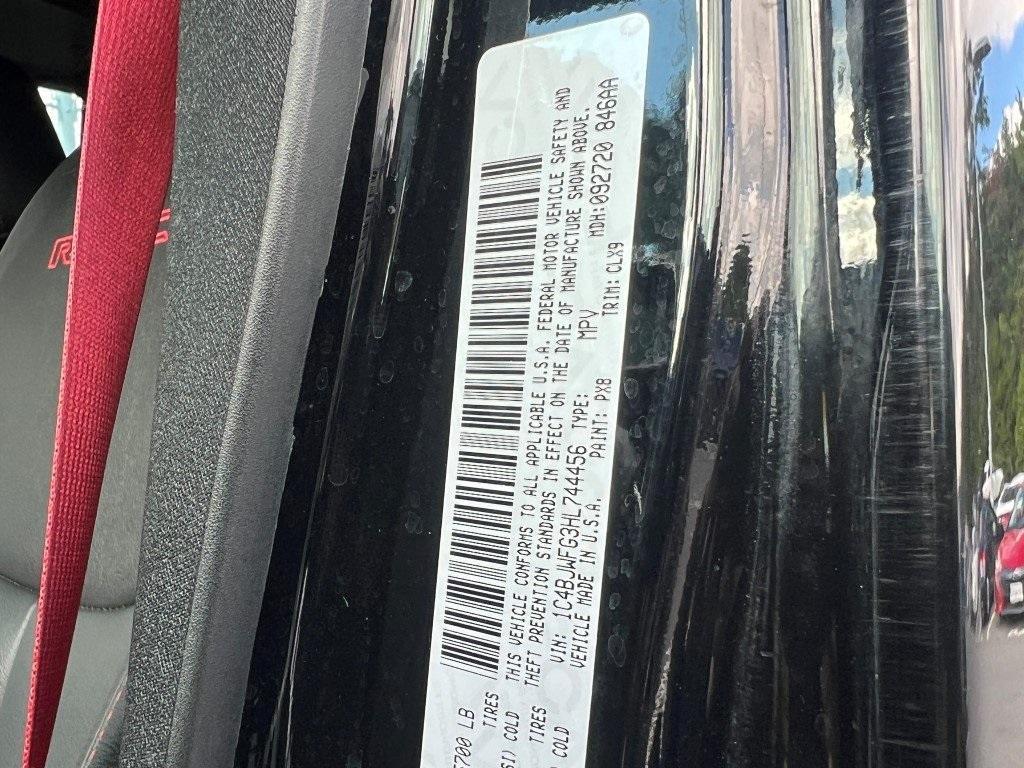 5700 LB
TIRES
SI) COLD
TIRES
COLD
THIS VEHICLE CONFORMS TO ALL APPLICABLE U.S.A. FEDERAL MOTOR VEHICLE SAFETY AND
THEFT PREVENTION STANDARDS IN EFFECT ON THE DATE OF MANUFACTURE SHOWN ABOVE.
VIN: 1C4BJWFG3HL744456 TYPE: MPV MDH:092720 846AA
VEHICLE MADE IN U.S.A. PAINT: PX8 TRIM: CLX9